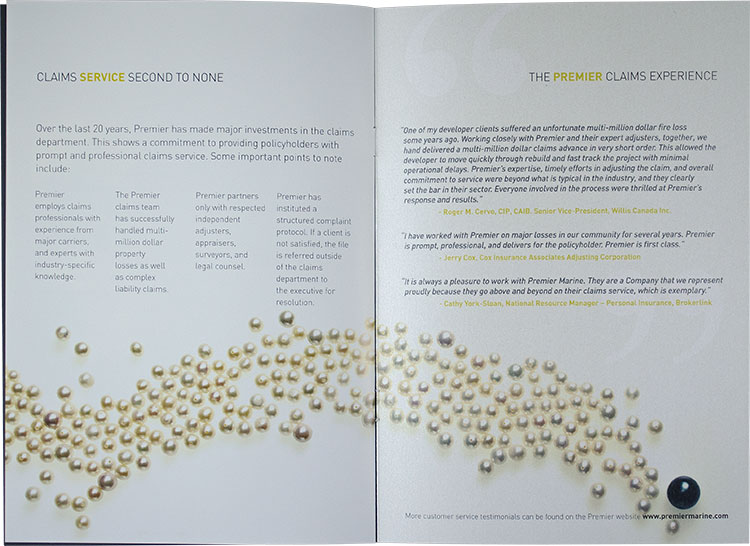 CLAIMS SERVICE SECOND TO NONE
Over the last 20 years, Premier has made major investments in the claims
department. This shows a commitment to providing policyholders with
prompt and professional claims service. Some important points to note
include:
Premier
employs claims
professionals with
experience from
major carriers,
and experts with
industry-specific
knowledge.
The Premier
claims team
has successfully
handled multi-
million dollar
property
losses as well
as complex
liability claims.
Premier partners
only with respected
independent
adjusters,
appraisers,
surveyors, and
legal counsel.
Premier has
instituted a
structured complaint
protocol. If a client is
not satisfied, the file
is referred outside
of the claims
department to
the executive for
resolution.
THE PREMIER CLAIMS EXPERIENCE
"One of my developer clients suffered an unfortunate multi-million dollar fire loss
some years ago. Working closely with Premier and their expert adjusters, together, we
hand delivered a multi-million dollar claims advance in very short order. This allowed the
developer to move quickly through rebuild and fast track the project with minimal
operational delays. Premier's expertise, timely efforts in adjusting the claim, and overall
commitment to service were beyond what is typical in the industry, and they clearly
set the bar in their sector. Everyone involved in the process were thrilled at Premier's
response and results."
- Roger M. Cervo, CIP, CAIB, Senior Vice-President, Willis Canada Inc.
"I have worked with Premier on major losses in our community for several years. Premier
is prompt, professional, and delivers for the policyholder. Premier is first class."
- Jerry Cox, Cox Insurance Associates Adjusting Corporation
"It is always a pleasure to work with Premier Marine. They are a Company that we represent
proudly because they go above and beyond on their claims service, which is exemplary."
- Cathy York-Sloan, National Resource Manager – Personal Insurance, Brokerlink
More customer service testimonials can be found on the Premier website www.premiermarine.com